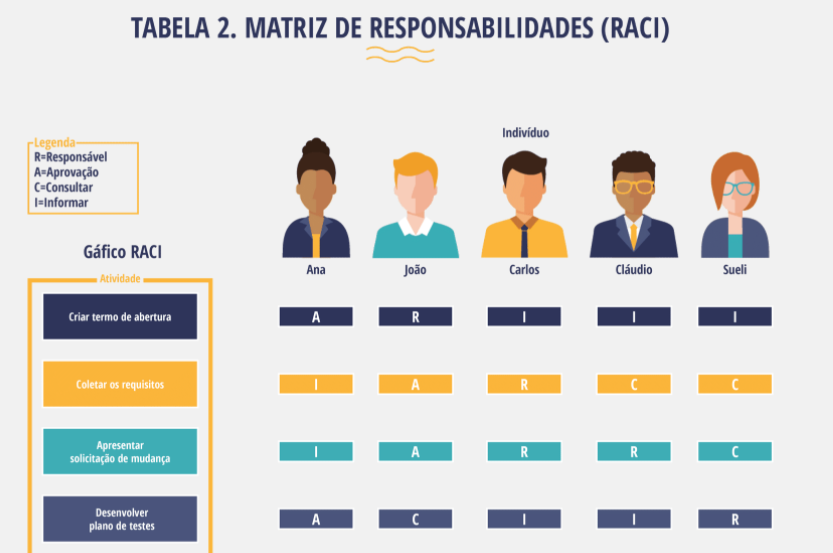 TABELA 2. MATRIZ DE RESPONSABILIDADES (RACI)
Legenda
R=Responsável
A=Aprovação
C=Consultar
I=Informar
Indivíduo
Gáfico RACI
Ana João Carlos Cláudio Sueli
Atividade
Criar termo de abertura A R I I I
Coletar os requisitos I A R C C
Apresentar
solicitação de mudança I A R R C
Desenvolver
plano de testes A C I I R